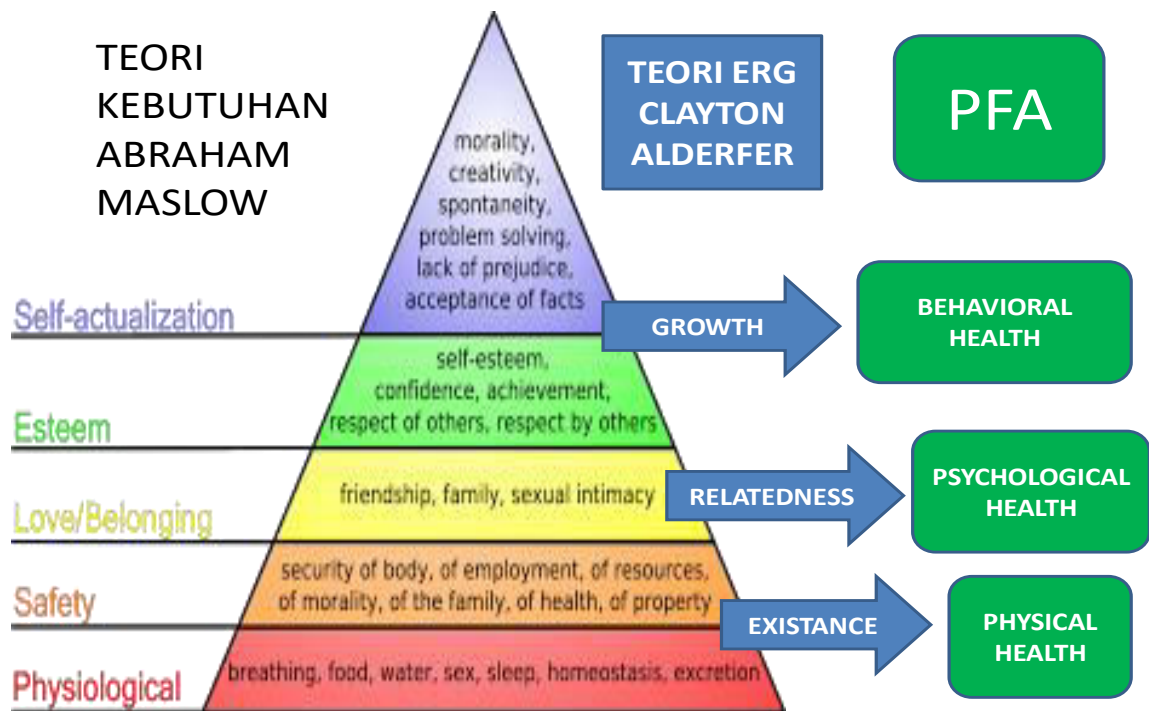 TEORI
KEBUTUHAN
ABRAHAM
MASLOW
TEORI ERG
CLAYTON
ALDERFER
PFA
morality,
creativity,
spontaneity,
problem solving,
lack of prejudice,
acceptance of facts
Self-actualization
GROWTH
BEHAVIORAL
HEALTH
self-esteem,
confidence, achievement,
respect of others, respect by others
Esteem
friendship, family, sexual intimacy
Love/Belonging
RELATEDNESS
PSYCHOLOGICAL
HEALTH
security of body, of employment, of resources,
of morality, of the family, of health, of property
Safety
EXISTANCE
PHYSICAL
HEALTH
breathing, food, water, sex, sleep, homeostasis, excretion
Physiological